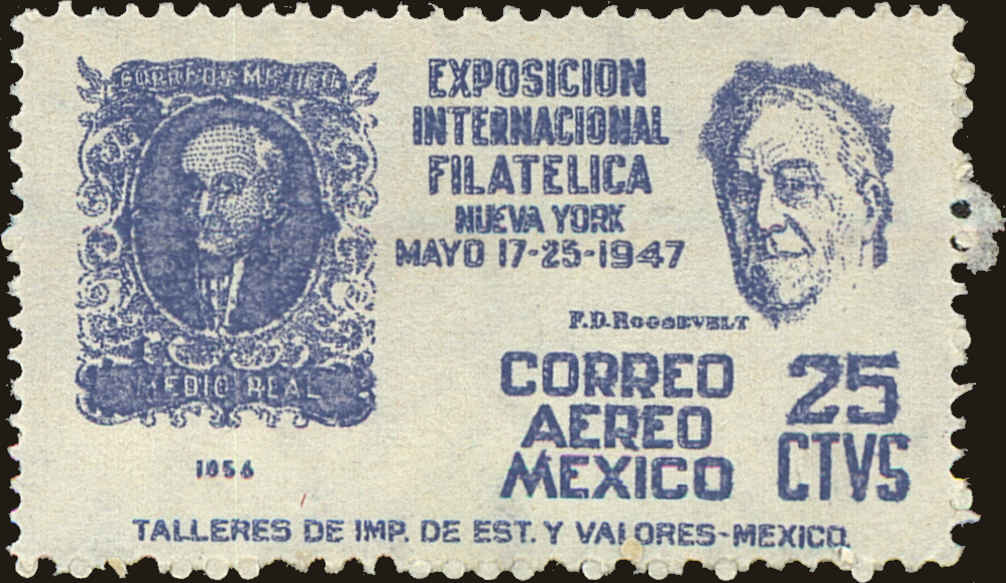 CORREOS MEJICO
MEDIO REAL
1856
EXPOSICION
INTERNACIONAL
FILATELICA
NUEVA YORK
MAYO 17-25-1947
F.D.ROOSEVELT
CORREO
AEREO
MEXICO
25
CTVS
TALLERES DE IMP. DE EST. Y VALORES-MEXICO.